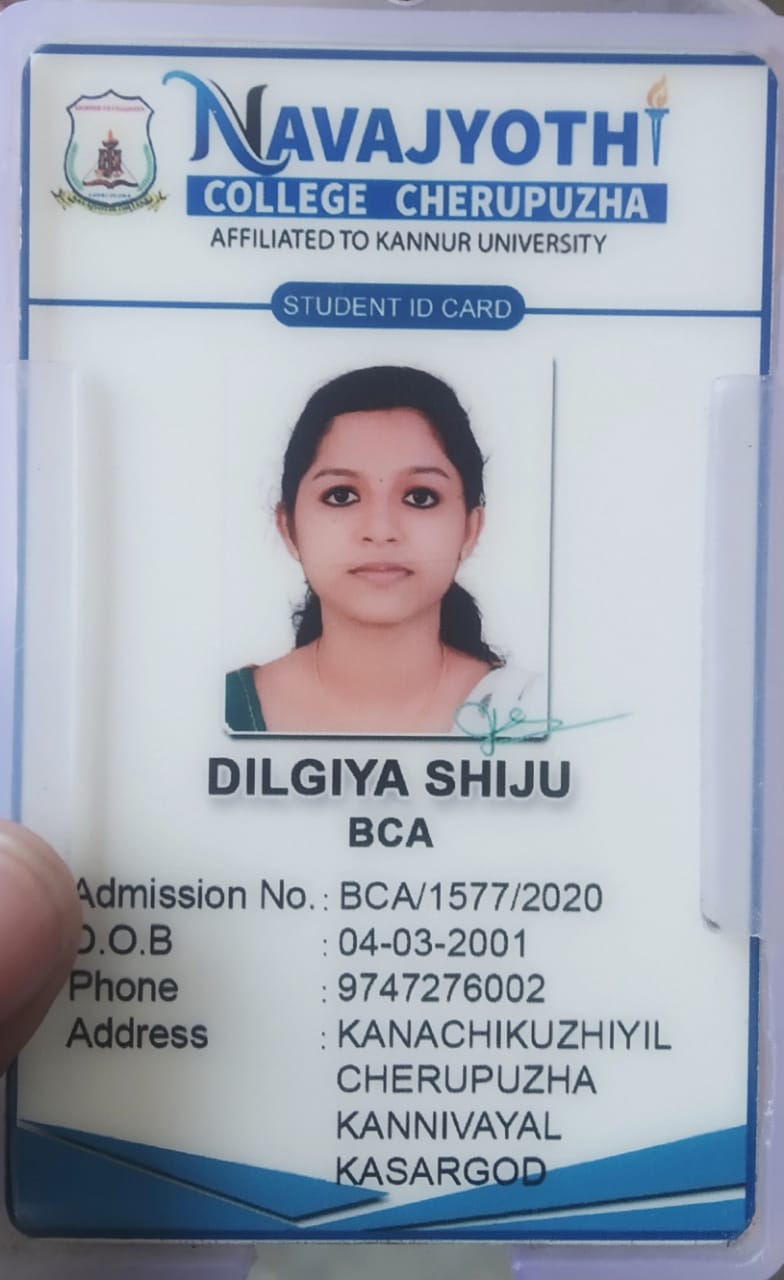 NAVAJYOTHI
COLLEGE CHERUPUZHA
AFFILIATED TO KANNUR UNIVERSITY
STUDENT ID CARD
DILGIYA SHIJU
BCA
Admission No. : BCA/1577/2020
D.O.B : 04-03-2001
Phone : 9747276002
Address : KANACHIKUZHIYIL
CHERUPUZHA
KANNIVAYAL
KASARGOD